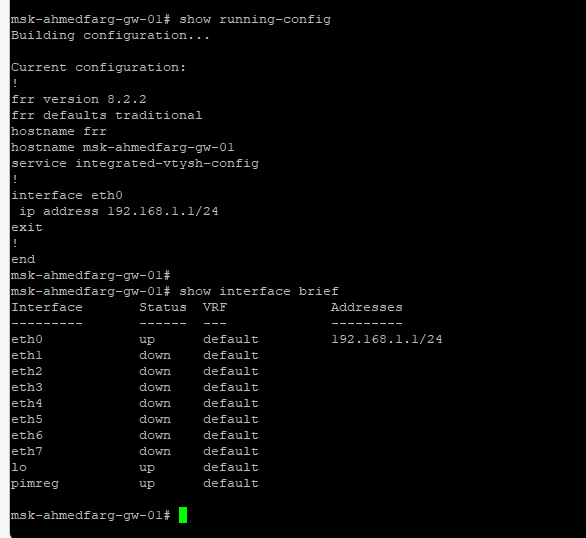 msk-ahmedfarg-gw-01# show running-config
Building configuration...

Current configuration:
!
frr version 8.2.2
frr defaults traditional
hostname frr
hostname msk-ahmedfarg-gw-01
service integrated-vtysh-config
!
interface eth0
 ip address 192.168.1.1/24
exit
!
end
msk-ahmedfarg-gw-01#
msk-ahmedfarg-gw-01# show interface brief
Interface       Status  VRF             Addresses
---------       ------  ---             ---------
eth0            up      default         192.168.1.1/24
eth1            down    default
eth2            down    default
eth3            down    default
eth4            down    default
eth5            down    default
eth6            down    default
eth7            down    default
lo              up      default
pimreg          up      default

msk-ahmedfarg-gw-01#